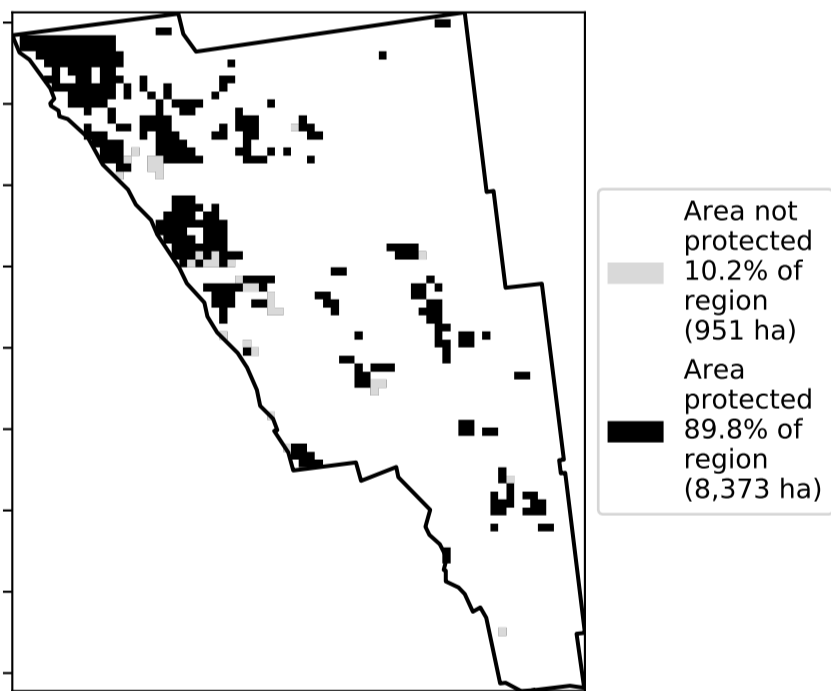 Area not
protected
10.2% of
region
(951 ha)
Area
protected
89.8% of
region
(8,373 ha)